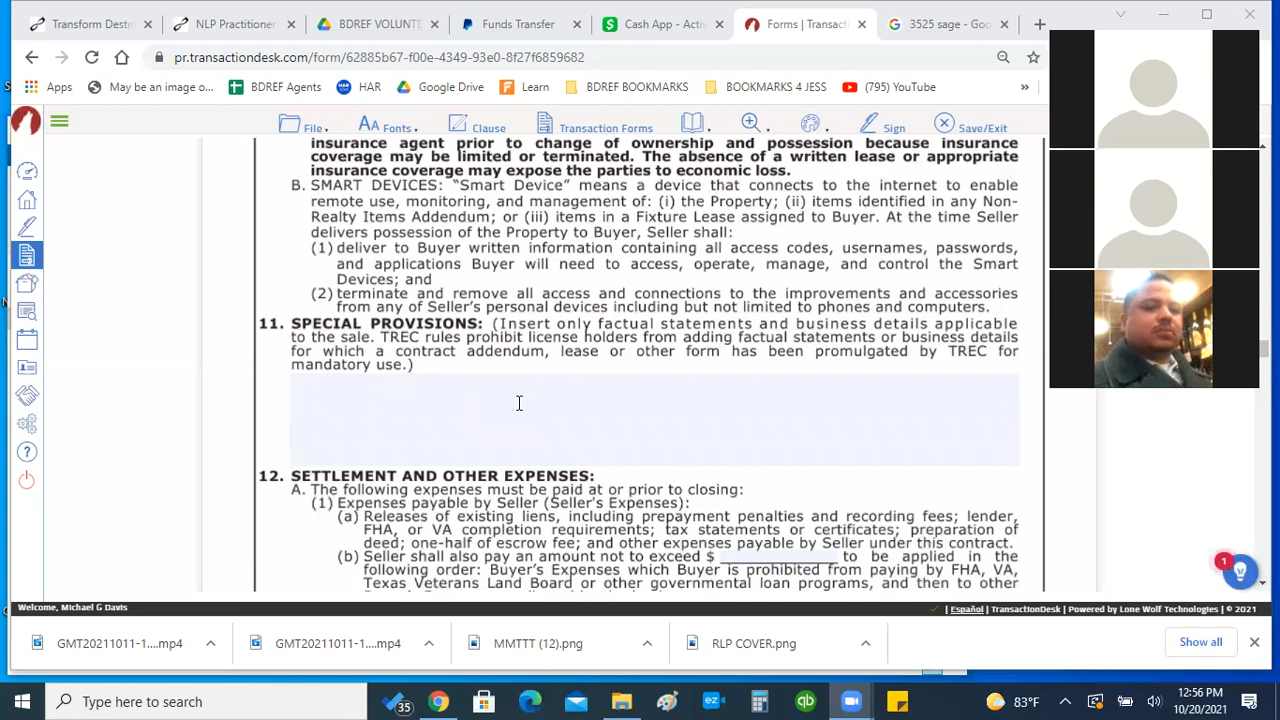 Transform Desti
NLP Practitioner
BDREF VOLUNTE
Funds Transfer
Cash App - Activ
Forms | Transact
3525 sage - Goo
pr.transactiondesk.com/form/62885b67-f00e-4349-93e0-8f27f6859682
Apps
May be an image o...
BDREF Agents
HAR
Google Drive
Learn
BDREF BOOKMARKS
BOOKMARKS 4 JESS
(795) YouTube
»
File
Fonts
Clause
Transaction Forms
Sign
Save/Exit
insurance agent prior to change of ownership and possession because insurance
coverage may be limited or terminated. The absence of a written lease or appropriate
insurance coverage may expose the parties to economic loss.
B. SMART DEVICES: “Smart Device” means a device that connects to the internet to enable
remote use, monitoring, and management of: (i) the Property; (ii) items identified in any Non-
Realty Items Addendum; or (iii) items in a Fixture Lease assigned to Buyer. At the time Seller
delivers possession of the Property to Buyer, Seller shall:
(1) deliver to Buyer written information containing all access codes, usernames, passwords,
and applications Buyer will need to access, operate, manage, and control the Smart
Devices; and
(2) terminate and remove all access and connections to the improvements and accessories
from any of Seller's personal devices including but not limited to phones and computers.
11. SPECIAL PROVISIONS: (Insert only factual statements and business details applicable
to the sale. TREC rules prohibit license holders from adding factual statements or business details
for which a contract addendum, lease or other form has been promulgated by TREC for
mandatory use.)
12. SETTLEMENT AND OTHER EXPENSES:
A. The following expenses must be paid at or prior to closing:
(1) Expenses payable by Seller (Seller's Expenses):
(a) Releases of existing liens, including prepayment penalties and recording fees; lender,
FHA, or VA completion requirements; tax statements or certificates; preparation of
deed; one-half of escrow fee; and other expenses payable by Seller under this contract.
(b) Seller shall also pay an amount not to exceed $ to be applied in the
following order: Buyer's Expenses which Buyer is prohibited from paying by FHA, VA,
Texas Veterans Land Board or other governmental loan programs, and then to other
1
Welcome, Michael G Davis
Español | TransactionDesk | Powered by Lone Wolf Technologies | © 2021
GMT20211011-1....mp4
GMT20211011-1....mp4
MMTTT (12).png
RLP COVER.png
Show all
Type here to search
35
ez
qb
83°F
12:56 PM
10/20/2021